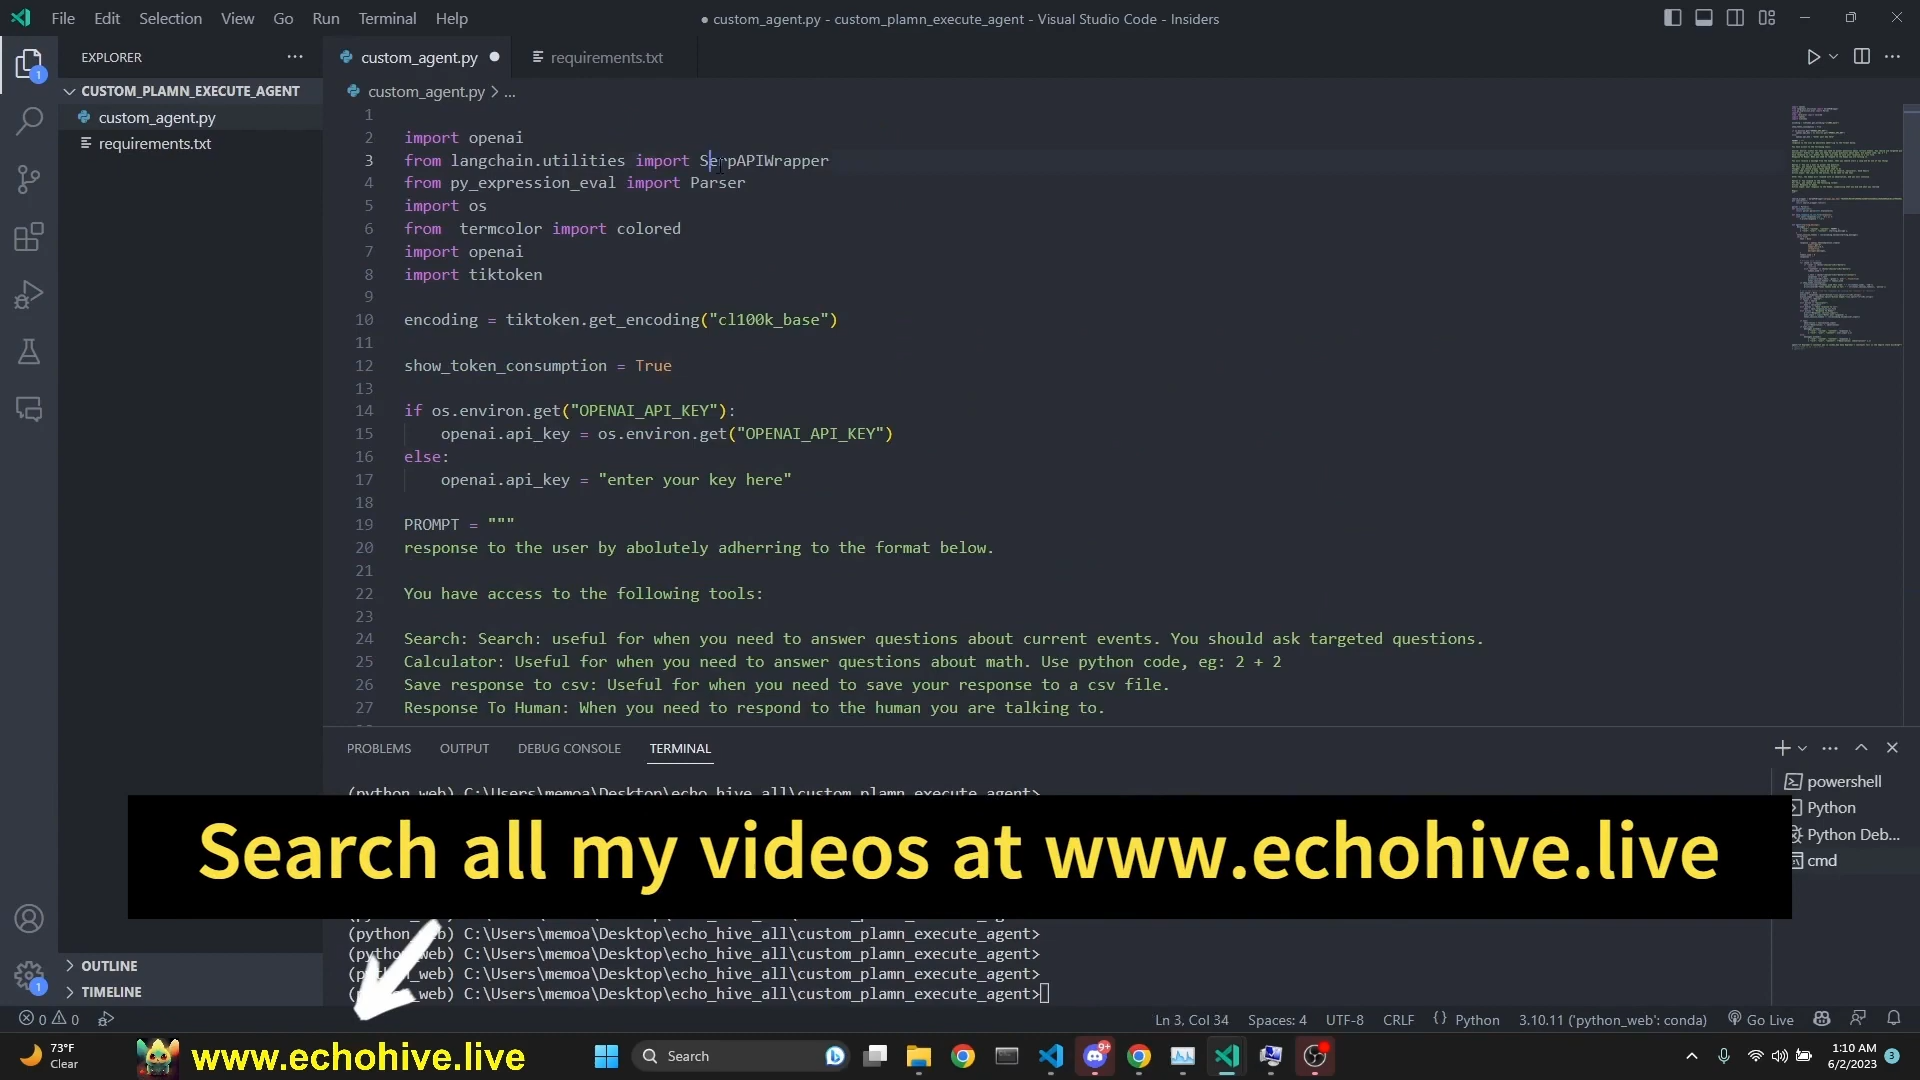 File Edit Selection View Go Run Terminal Help
● custom_agent.py - custom_plamn_execute_agent - Visual Studio Code - Insiders
EXPLORER
custom_agent.py
requirements.txt
CUSTOM_PLAMN_EXECUTE_AGENT
custom_agent.py
requirements.txt
custom_agent.py > ...
1
2 import openai
3 from langchain.utilities import SerpAPIWrapper
4 from py_expression_eval import Parser
5 import os
6 from  termcolor import colored
7 import openai
8 import tiktoken
9
10 encoding = tiktoken.get_encoding("cl100k_base")
11
12 show_token_consumption = True
13
14 if os.environ.get("OPENAI_API_KEY"):
15     openai.api_key = os.environ.get("OPENAI_API_KEY")
16 else:
17     openai.api_key = "enter your key here"
18
19 PROMPT = """
20 response to the user by abolutely adherring to the format below.
21
22 You have access to the following tools:
23
24 Search: Search: useful for when you need to answer questions about current events. You should ask targeted questions.
25 Calculator: Useful for when you need to answer questions about math. Use python code, eg: 2 + 2
26 Save response to csv: Useful for when you need to save your response to a csv file.
27 Response To Human: When you need to respond to the human you are talking to.
PROBLEMS OUTPUT DEBUG CONSOLE TERMINAL
(python_web) C:\Users\memoa\Desktop\echo_hive_all\custom_plamn_execute_agent>
powershell
Python
Python Deb...
cmd
Search all my videos at www.echohive.live
(python_web) C:\Users\memoa\Desktop\echo_hive_all\custom_plamn_execute_agent>
(python_web) C:\Users\memoa\Desktop\echo_hive_all\custom_plamn_execute_agent>
(python_web) C:\Users\memoa\Desktop\echo_hive_all\custom_plamn_execute_agent>
(python_web) C:\Users\memoa\Desktop\echo_hive_all\custom_plamn_execute_agent>
OUTLINE
TIMELINE
0 0
Ln 3, Col 34 Spaces: 4 UTF-8 CRLF {} Python 3.10.11 ('python_web': conda) Go Live
73°F
Clear
www.echohive.live
Search
1:10 AM
6/2/2023
3